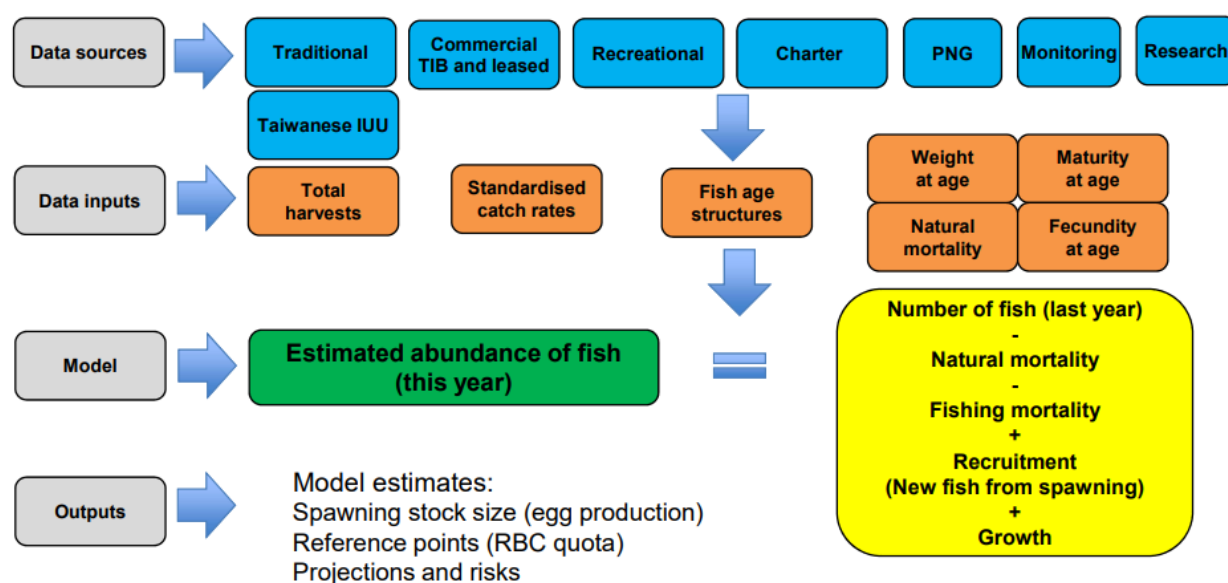 Data sources
Traditional
Commercial
TIB and leased
Recreational
Charter
PNG
Monitoring
Research
Taiwanese IUU
Data inputs
Total
harvests
Standardised
catch rates
Fish age
structures
Weight
at age
Maturity
at age
Natural
mortality
Fecundity
at age
Model
Estimated abundance of fish
(this year)
Number of fish (last year)
-
Natural mortality
-
Fishing mortality
+
Recruitment
(New fish from spawning)
+
Growth
Outputs
Model estimates:
Spawning stock size (egg production)
Reference points (RBC quota)
Projections and risks